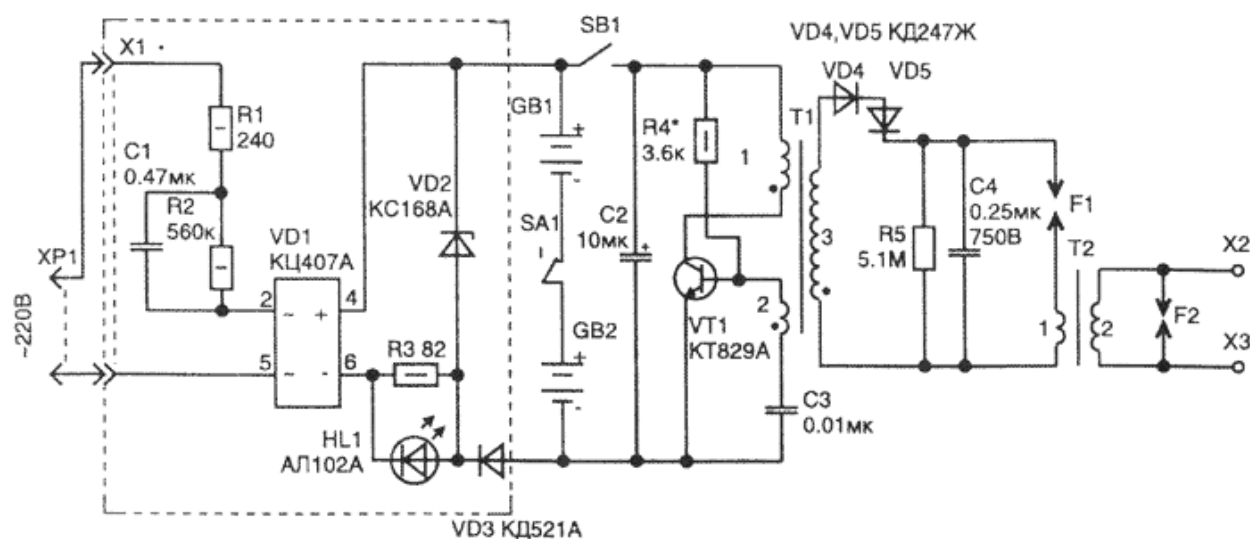 SB1
X1
VD4,VD5 КД247Ж
VD4
VD5
R1
240
GB1
+
-
R4*
3.6к
T1
1
C1
0.47мк
R2
560к
VD2
КС168А
C2
10мк
+
3
C4
0.25мк
750В
F1
XP1
VD1
КЦ407А
SA1
R5
5.1М
T2
X2
~220В
2
~
+
4
5
~
-
6
R3 82
GB2
+
-
VT1
КТ829А
2
1
2
F2
X3
HL1
АЛ102А
C3
0.01мк
VD3 КД521А